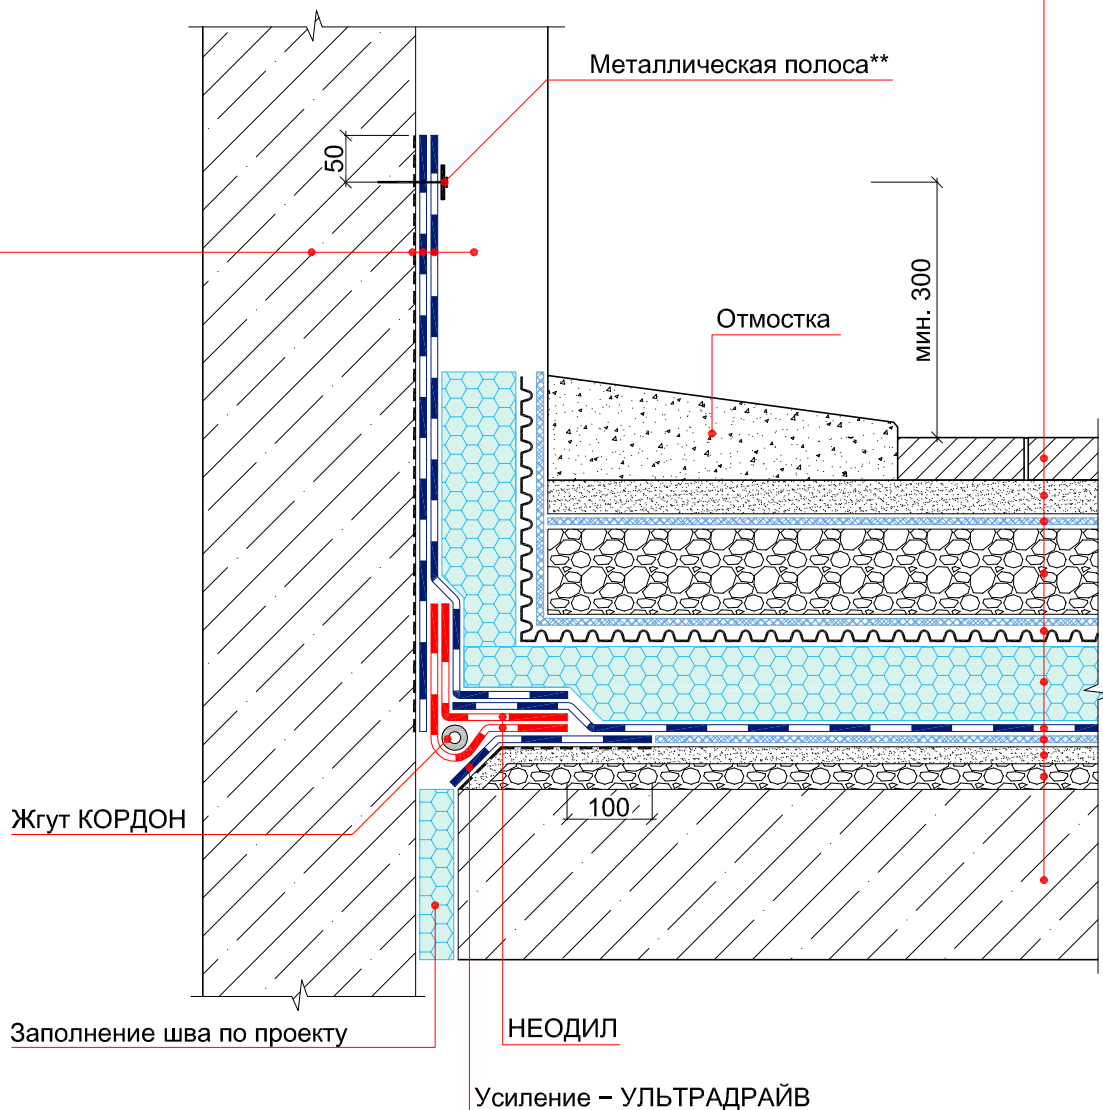 Металлическая полоса**
50
мин. 300
Отмостка
100
Жгут КОРДОН
Заполнение шва по проекту
НЕОДИЛ
Усиление – УЛЬТРАДРАЙВ